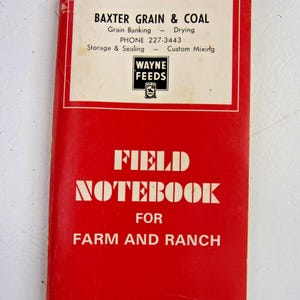 BAXTER GRAIN & COAL
Grain Banking – Drying
PHONE 227-3443
Storage & Sealing – Custom Mixing
WAYNE
FEEDS
FIELD
NOTEBOOK
FOR
FARM AND RANCH